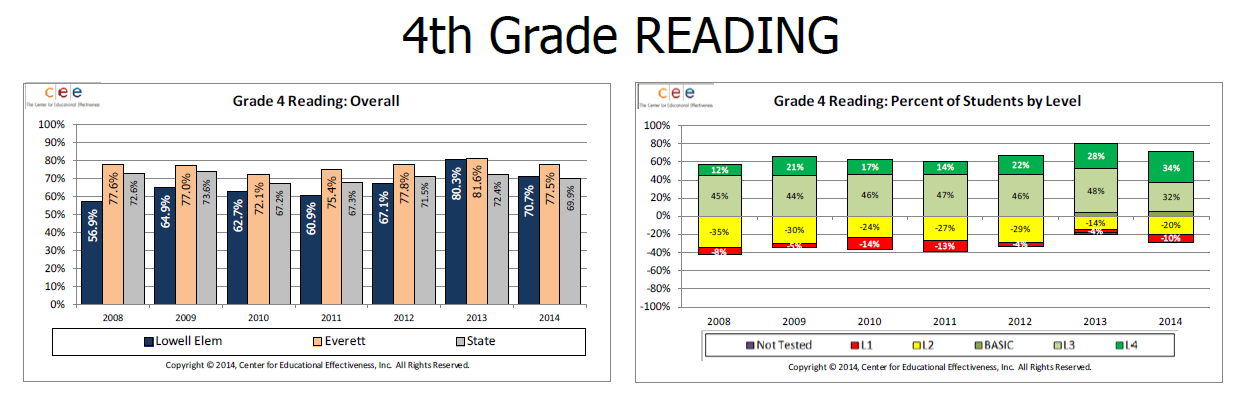 4th Grade READING
cee
The Center for Educational Effectiveness
Grade 4 Reading: Overall
100%
90%
80%
70%
60%
50%
40%
30%
20%
10%
0%
56.9% 77.6% 72.6% 64.9% 77.0% 73.6% 62.7% 72.1% 67.2% 60.9% 75.4% 67.3% 67.1% 77.8% 71.5% 80.3% 81.6% 72.4% 70.7% 77.5% 69.9%
2008 2009 2010 2011 2012 2013 2014
Lowell Elem Everett State
Copyright © 2014, Center for Educational Effectiveness, Inc. All Rights Reserved.
cee
The Center for Educational Effectiveness
Grade 4 Reading: Percent of Students by Level
100%
80%
60%
40%
20%
0%
-20%
-40%
-60%
-80%
-100%
12% 21% 17% 14% 22% 28% 34%
45% 44% 46% 47% 46% 48% 32%
-35% -30% -24% -27% -29% -14% -20%
-8% -5% -14% -13% -4% -4% -10%
2008 2009 2010 2011 2012 2013 2014
Not Tested L1 L2 BASIC L3 L4
Copyright © 2014, Center for Educational Effectiveness, Inc. All Rights Reserved.